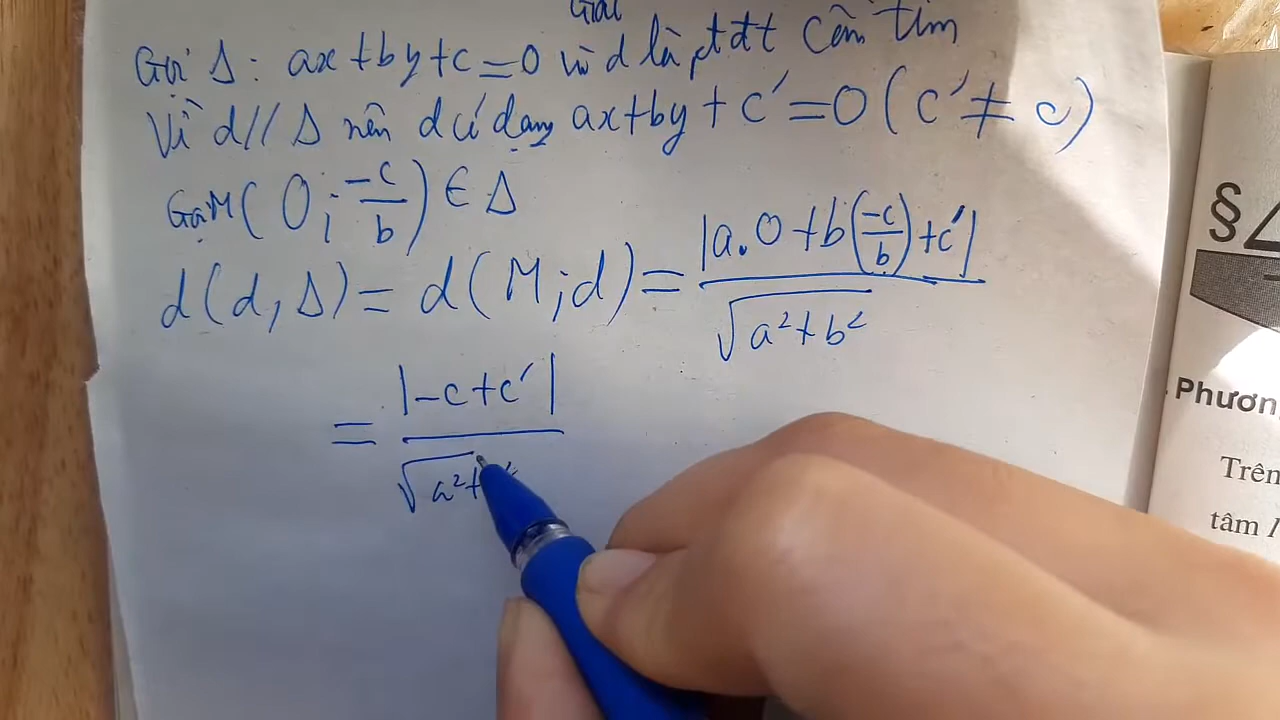 Giải
Gọi Δ: ax+by+c=0 và d là ptđt cần tìm
Vì d // Δ nên d có dạng ax+by+c'=0 (c'≠c)
Gọi M(0; -c/b) ∈ Δ
d(d, Δ) = d(M;d) = |a.0+b(-c/b)+c'| / √(a²+b²)
= |-c+c'| / √(a²+
§
Phươn
Trên
tâm I